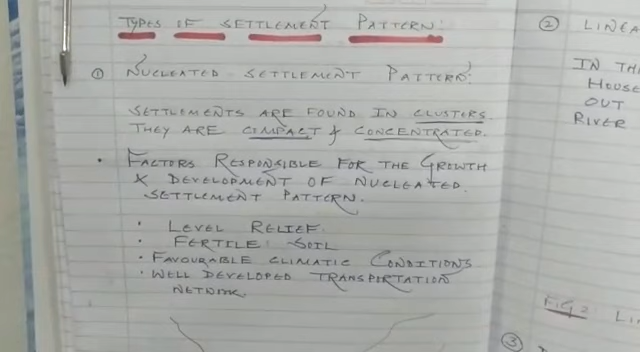 TYPES OF SETTLEMENT PATTERN:
① NUCLEATED SETTLEMENT PATTERN:
SETTLEMENTS ARE FOUND IN CLUSTERS.
THEY ARE COMPACT & CONCENTRATED.
• FACTORS RESPONSIBLE FOR THE GROWTH
& DEVELOPMENT OF NUCLEATED
SETTLEMENT PATTERN.
• LEVEL RELIEF
• FERTILE SOIL
• FAVOURABLE CLIMATIC CONDITIONS
• WELL DEVELOPED TRANSPORTATION
NETWORK
② LINEA
IN TH
HOUSE
OUT
RIVER
FIG 2 LI
③